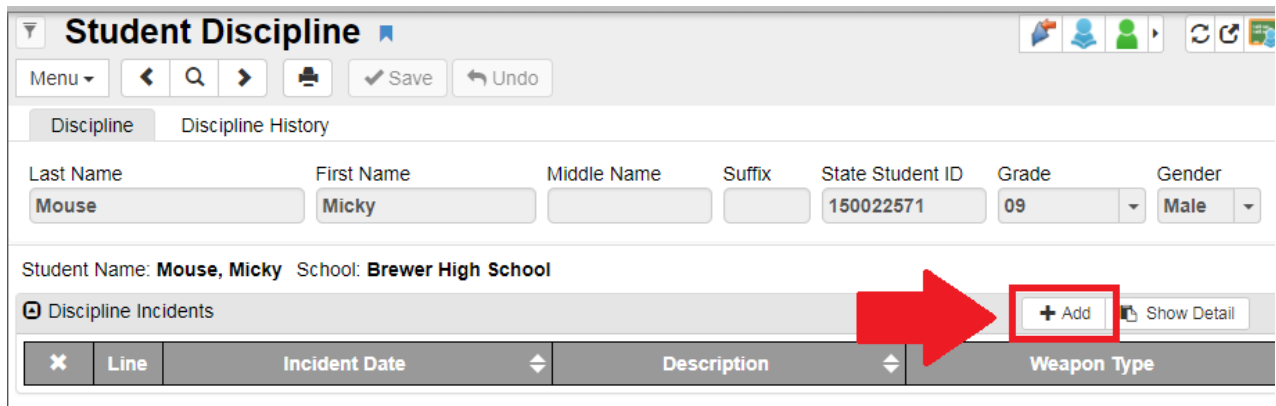 Student Discipline
Menu Save Undo
Discipline Discipline History
Last Name First Name Middle Name Suffix State Student ID Grade Gender
Mouse Micky 150022571 09 Male
Student Name: Mouse, Micky School: Brewer High School
Discipline Incidents Add Show Detail
Line Incident Date Description Weapon Type